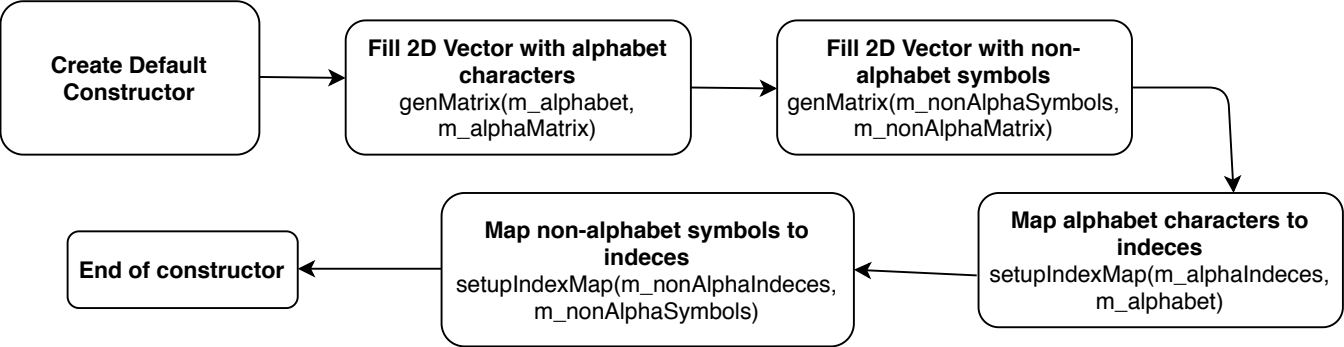 Create Default
Constructor
Fill 2D Vector with alphabet
characters
genMatrix(m_alphabet,
m_alphaMatrix)
Fill 2D Vector with non-
alphabet symbols
genMatrix(m_nonAlphaSymbols,
m_nonAlphaMatrix)
Map alphabet characters to
indeces
setupIndexMap(m_alphaIndeces,
m_alphabet)
Map non-alphabet symbols to
indeces
setupIndexMap(m_nonAlphaIndeces,
m_nonAlphaSymbols)
End of constructor